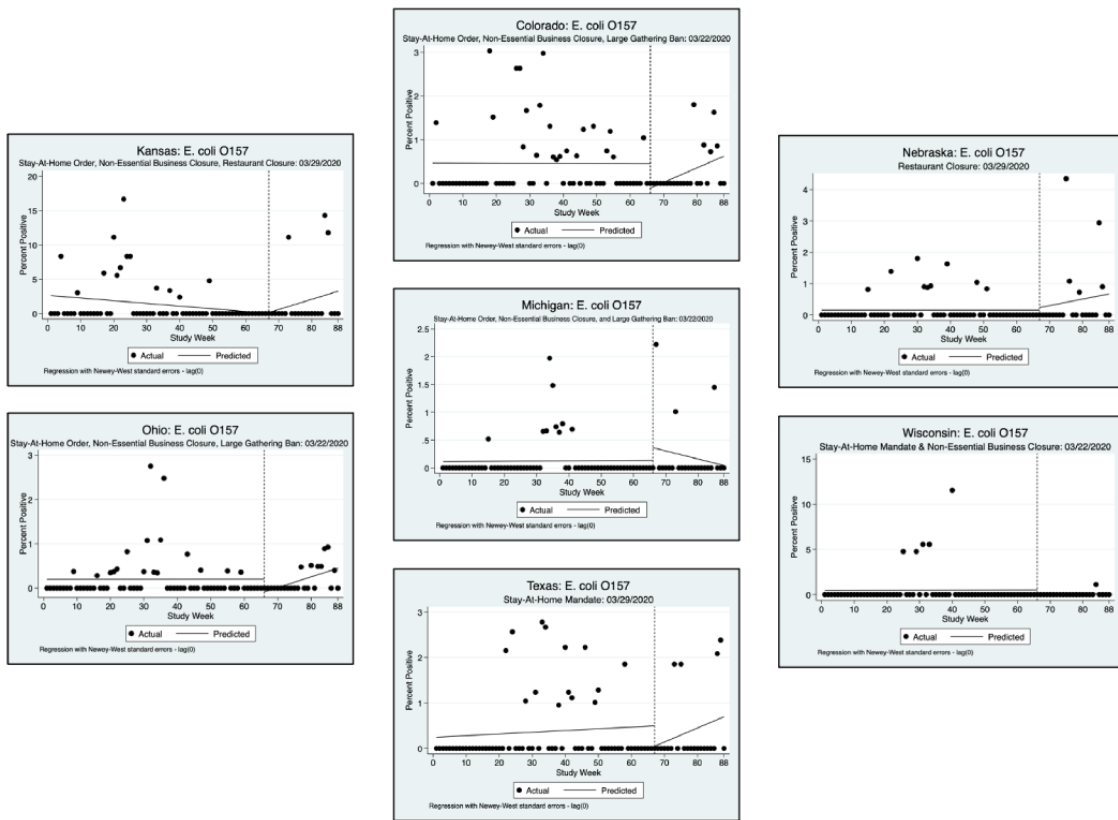 Colorado: E. coli O157
Stay-At-Home Order, Non-Essential Business Closure, Large Gathering Ban: 03/22/2020
Percent Positive
3
2
1
0
0 10 20 30 40 50 60 70 80 88
Study Week
Actual Predicted
Regression with Newey-West standard errors - lag(0)
Kansas: E. coli O157
Stay-At-Home Order, Non-Essential Business Closure, Restaurant Closure: 03/29/2020
Percent Positive
20
15
10
5
0
0 10 20 30 40 50 60 70 80 88
Study Week
Actual Predicted
Regression with Newey-West standard errors - lag(0)
Nebraska: E. coli O157
Restaurant Closure: 03/29/2020
Percent Positive
4
3
2
1
0
0 10 20 30 40 50 60 70 80 88
Study Week
Actual Predicted
Regression with Newey-West standard errors - lag(0)
Michigan: E. coli O157
Stay-At-Home Order, Non-Essential Business Closure, and Large Gathering Ban: 03/22/2020
Percent Positive
2.5
2
1.5
1
.5
0
0 10 20 30 40 50 60 70 80 88
Study Week
Actual Predicted
Regression with Newey-West standard errors - lag(0)
Ohio: E. coli O157
Stay-At-Home Order, Non-Essential Business Closure, Large Gathering Ban: 03/22/2020
Percent Positive
3
2
1
0
0 10 20 30 40 50 60 70 80 88
Study Week
Actual Predicted
Regression with Newey-West standard errors - lag(0)
Wisconsin: E. coli O157
Stay-At-Home Mandate & Non-Essential Business Closure: 03/22/2020
Percent Positive
15
10
5
0
0 10 20 30 40 50 60 70 80 88
Study Week
Actual Predicted
Regression with Newey-West standard errors - lag(0)
Texas: E. coli O157
Stay-At-Home Mandate: 03/29/2020
Percent Positive
3
2
1
0
0 10 20 30 40 50 60 70 80 88
Study Week
Actual Predicted
Regression with Newey-West standard errors - lag(0)